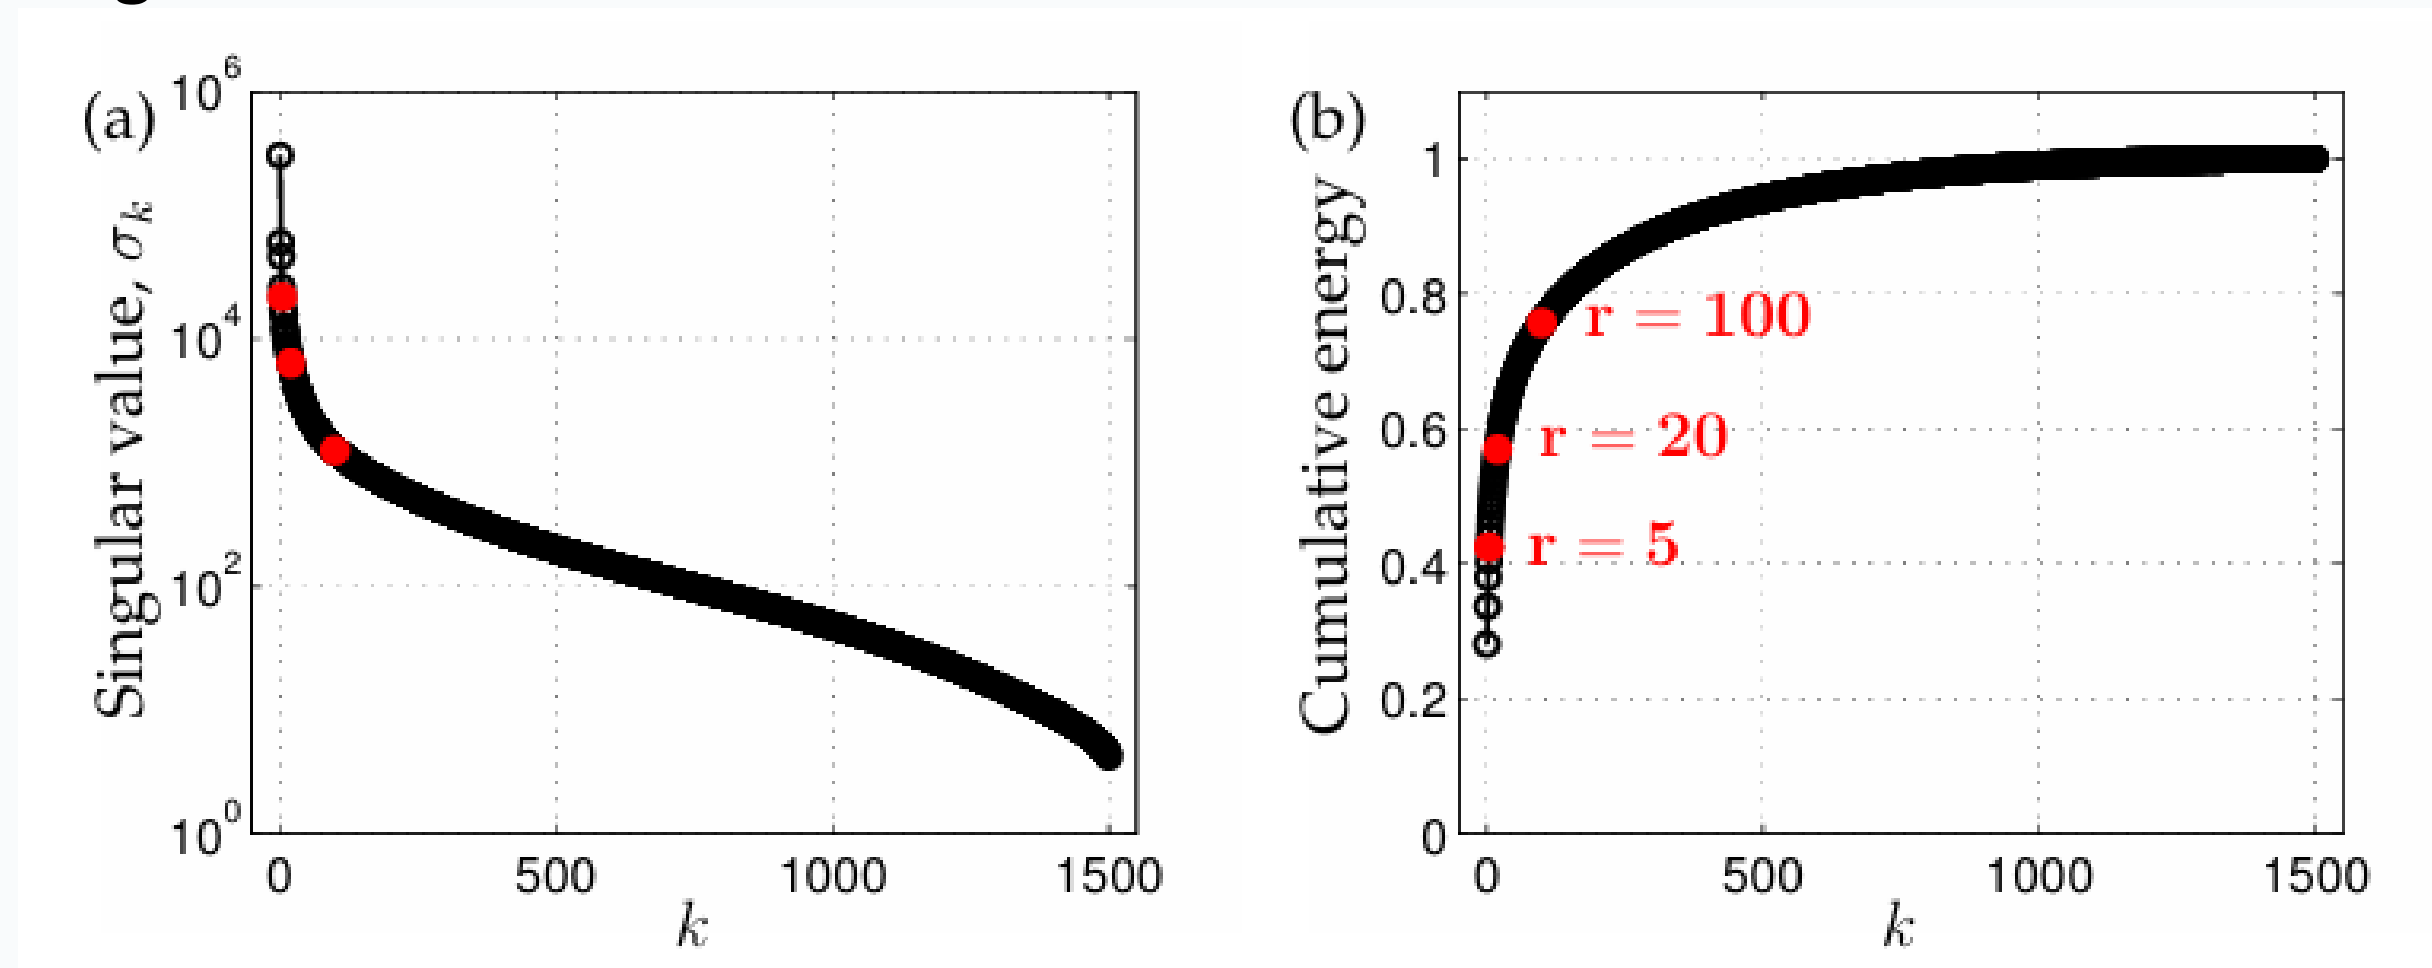 (a)
10^6
10^4
10^2
10^0
Singular value, σ_k
0 500 1000 1500
k
(b)
1
0.8
0.6
0.4
0.2
0
Cumulative energy
r = 100
r = 20
r = 5
0 500 1000 1500
k